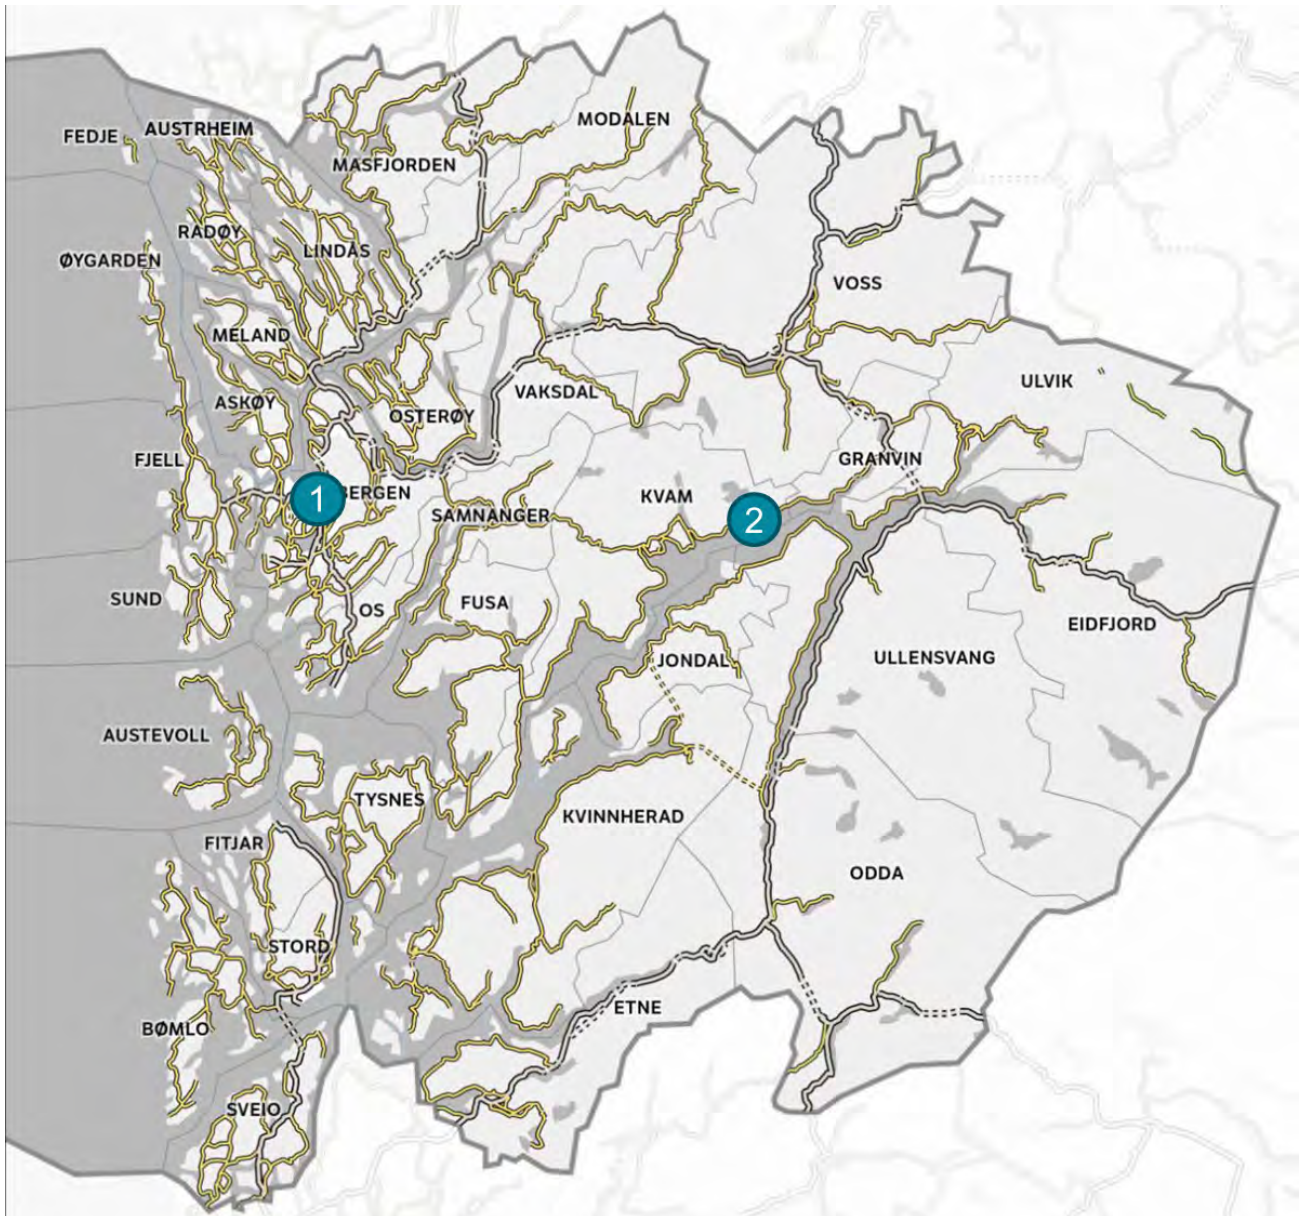 MODALEN
FEDJE
AUSTRHEIM
MASFJORDEN
RADØY
LINDÅS
ØYGARDEN
VOSS
MELAND
ULVIK
VAKSDAL
ASKØY
OSTERØY
FJELL
GRANVIN
1
BERGEN
KVAM
2
SAMNANGER
SUND
OS
FUSA
EIDFJORD
JONDAL
ULLENSVANG
AUSTEVOLL
TYSNES
KVINNHERAD
FITJAR
ODDA
STORD
ETNE
BØMLO
SVEIO